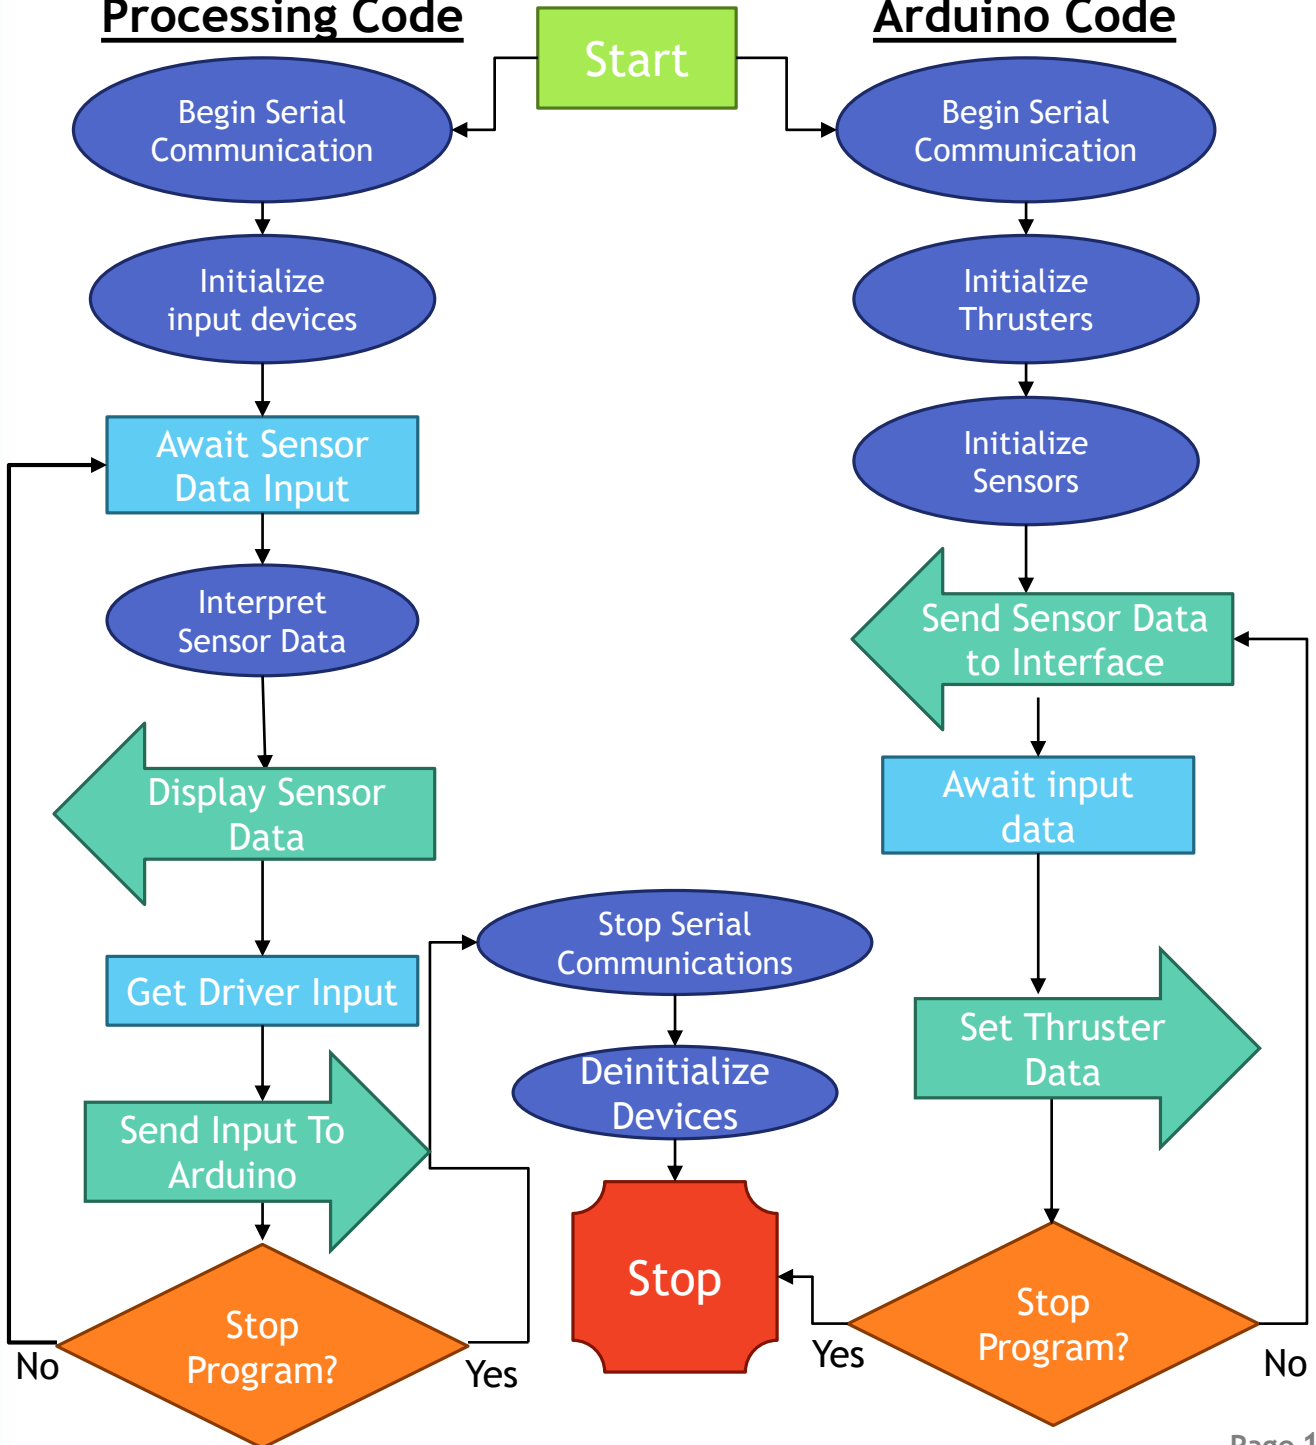 Processing Code
Arduino Code
Start
Begin Serial
Communication
Initialize
input devices
Await Sensor
Data Input
Interpret
Sensor Data
Display Sensor
Data
Get Driver Input
Send Input To
Arduino
Stop
Program?
No
Yes
Stop Serial
Communications
Deinitialize
Devices
Stop
Begin Serial
Communication
Initialize
Thrusters
Initialize
Sensors
Send Sensor Data
to Interface
Await input
data
Set Thruster
Data
Stop
Program?
Yes
No
Page 1